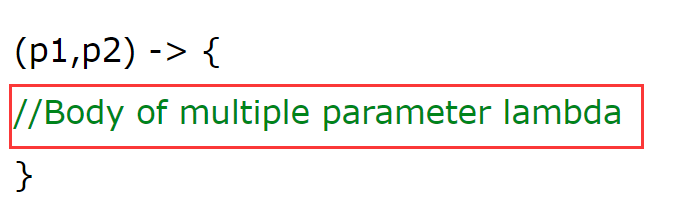 (p1,p2) -> {
//Body of multiple parameter lambda
}